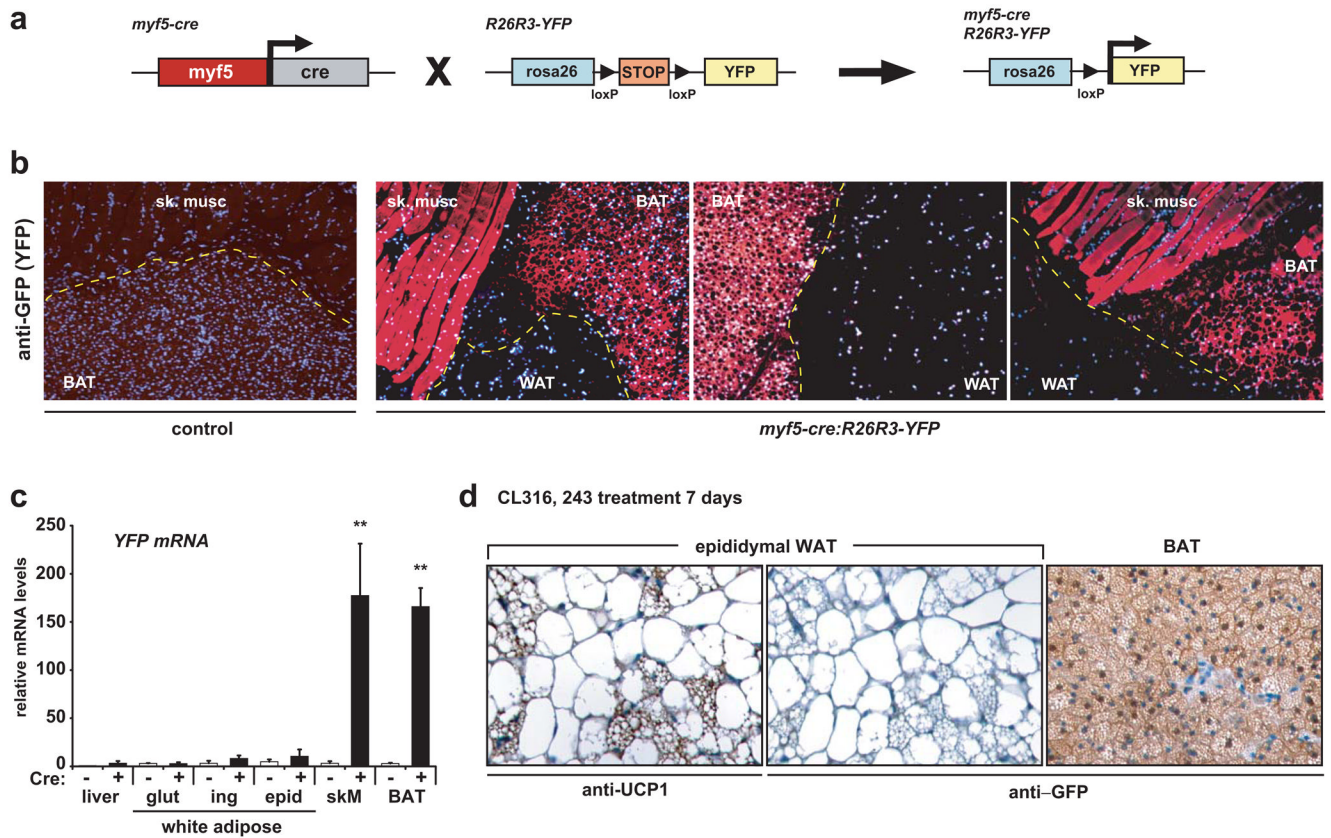 a
myf5-cre
R26R3-YFP
myf5-cre
R26R3-YFP
myf5
cre
X
rosa26
STOP
YFP
loxP
loxP
rosa26
YFP
loxP
b
anti-GFP (YFP)
sk. musc
BAT
sk. musc
BAT
WAT
BAT
WAT
sk. musc
BAT
WAT
control
myf5-cre:R26R3-YFP
c
YFP mRNA
relative mRNA levels
250
200
150
100
50
0
**
**
Cre: - + - + - + - + - + - +
liver glut ing epid skM BAT
white adipose
d
CL316, 243 treatment 7 days
epididymal WAT
BAT
anti-UCP1
anti–GFP